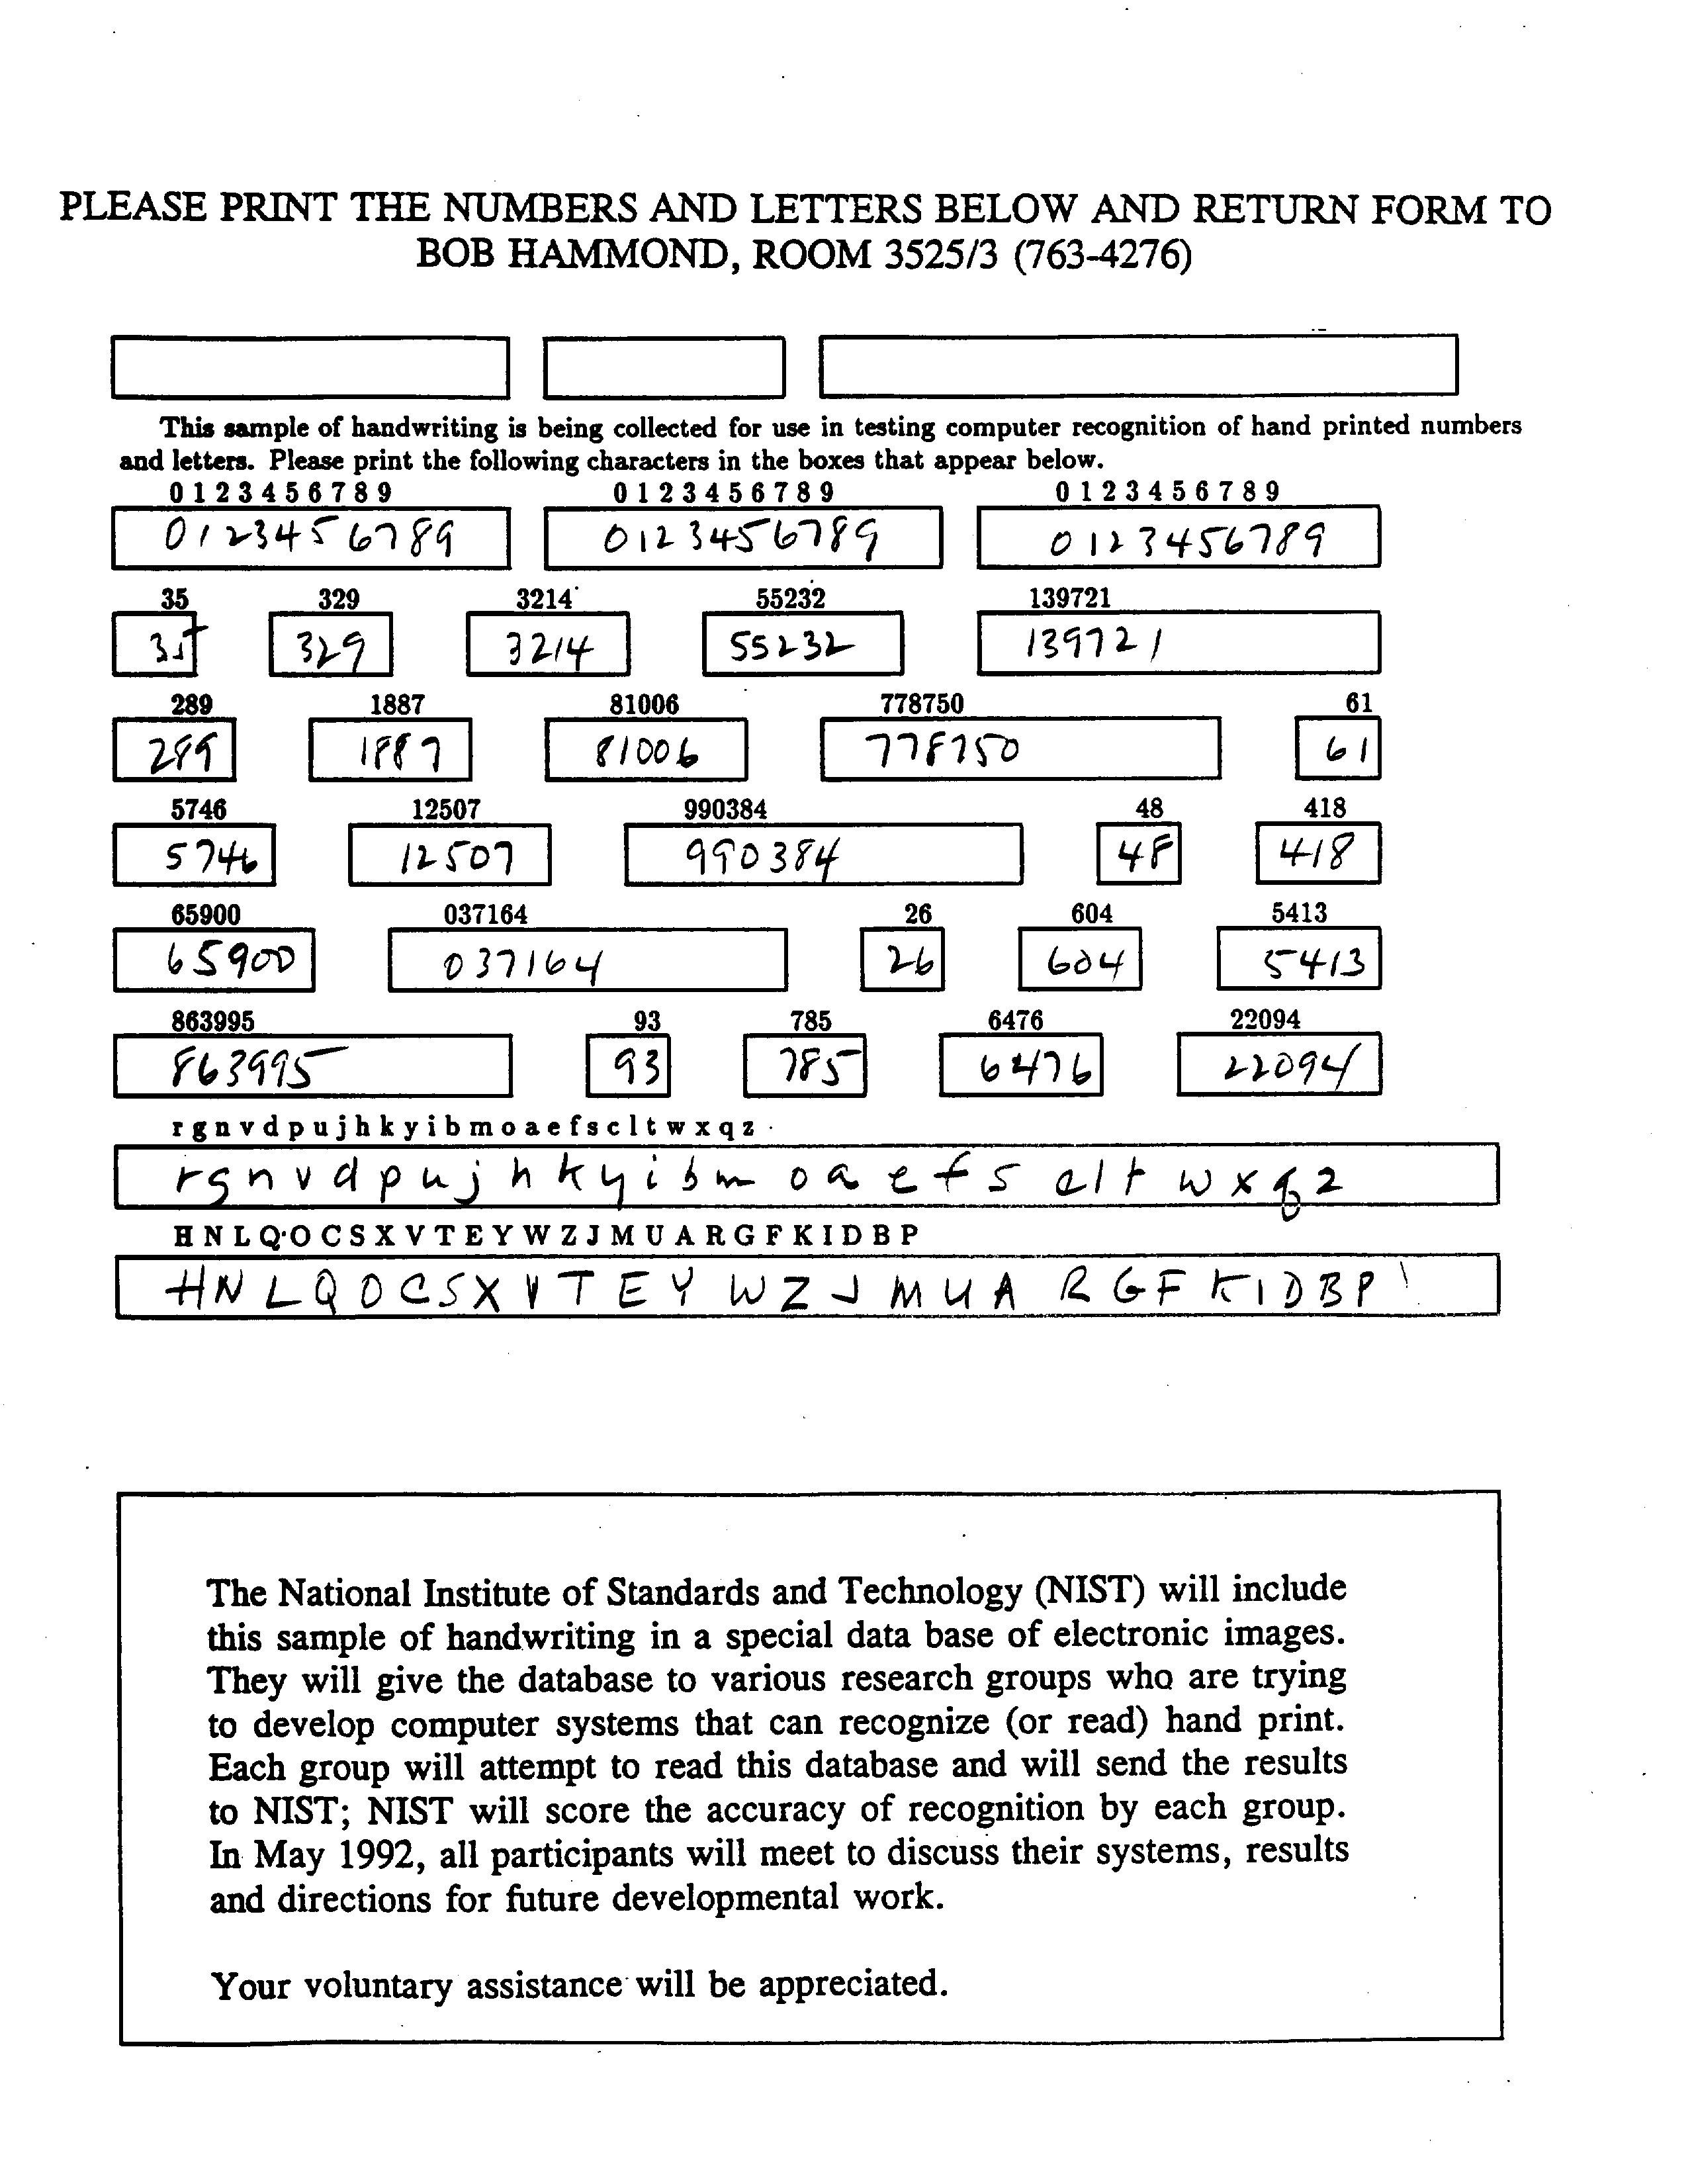 PLEASE PRINT THE NUMBERS AND LETTERS BELOW AND RETURN FORM TO
BOB HAMMOND, ROOM 3525/3 (763-4276)
This sample of handwriting is being collected for use in testing computer recognition of hand printed numbers
and letters. Please print the following characters in the boxes that appear below.
0 1 2 3 4 5 6 7 8 9 0 1 2 3 4 5 6 7 8 9 0 1 2 3 4 5 6 7 8 9
0123456789 0123456789 0123456789
35 329 3214 55232 139721
35 329 3214 55232 139721
289 1887 81006 778750 61
289 1887 81006 778750 61
5746 12507 990384 48 418
5746 12507 990384 48 418
65900 037164 26 604 5413
65900 037164 26 604 5413
863995 93 785 6476 22094
863995 93 785 6476 22094
r g n v d p u j h k y i b m o a e f s c l t w x q z
r g n v d p u j h k y i b m o a e f s c l t w x q z
H N L Q O C S X V T E Y W Z J M U A R G F K I D B P
H N L Q O C S X V T E Y W Z J M U A R G F K I D B P
The National Institute of Standards and Technology (NIST) will include
this sample of handwriting in a special data base of electronic images.
They will give the database to various research groups who are trying
to develop computer systems that can recognize (or read) hand print.
Each group will attempt to read this database and will send the results
to NIST; NIST will score the accuracy of recognition by each group.
In May 1992, all participants will meet to discuss their systems, results
and directions for future developmental work.
Your voluntary assistance will be appreciated.